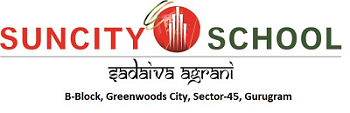 SUNCITY SCHOOL
sadaiva agrani
B-Block, Greenwoods City, Sector-45, Gurugram